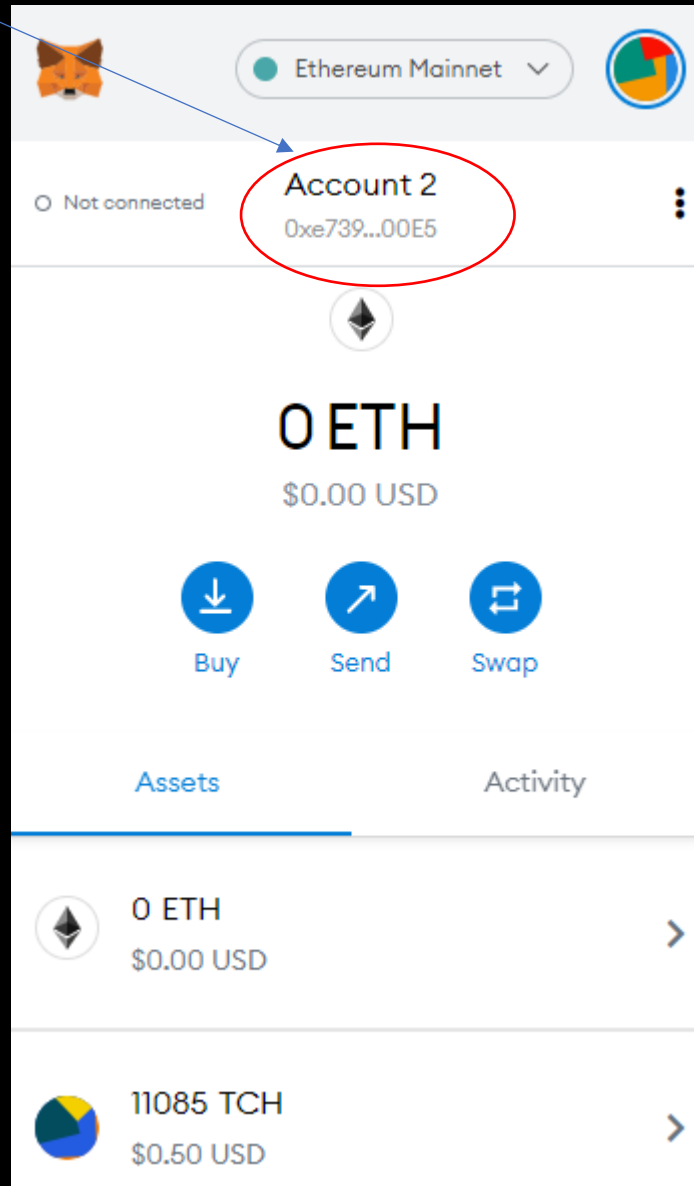 Ethereum Mainnet
Not connected
Account 2
0xe739...00E5
0 ETH
$0.00 USD
Buy
Send
Swap
Assets
Activity
0 ETH
$0.00 USD
11085 TCH
$0.50 USD